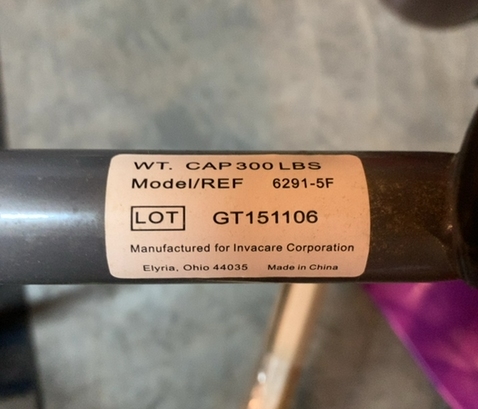 WT. CAP 300 LBS
Model/REF 6291-5F
LOT GT151106
Manufactured for Invacare Corporation
Elyria, Ohio 44035 Made in China